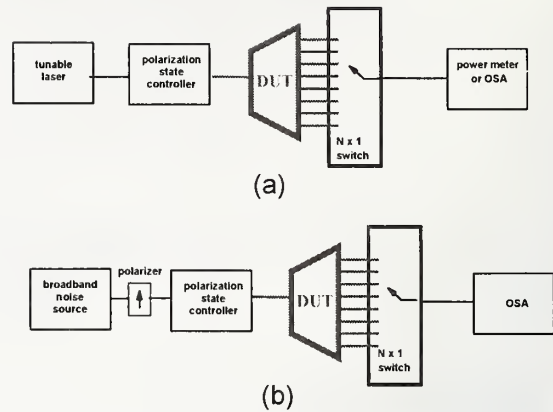 tunable
laser
polarization
state
controller
DUT
N x 1
switch
power meter
or OSA
(a)
broadband
noise
source
polarizer
polarization
state
controller
DUT
N x 1
switch
OSA
(b)